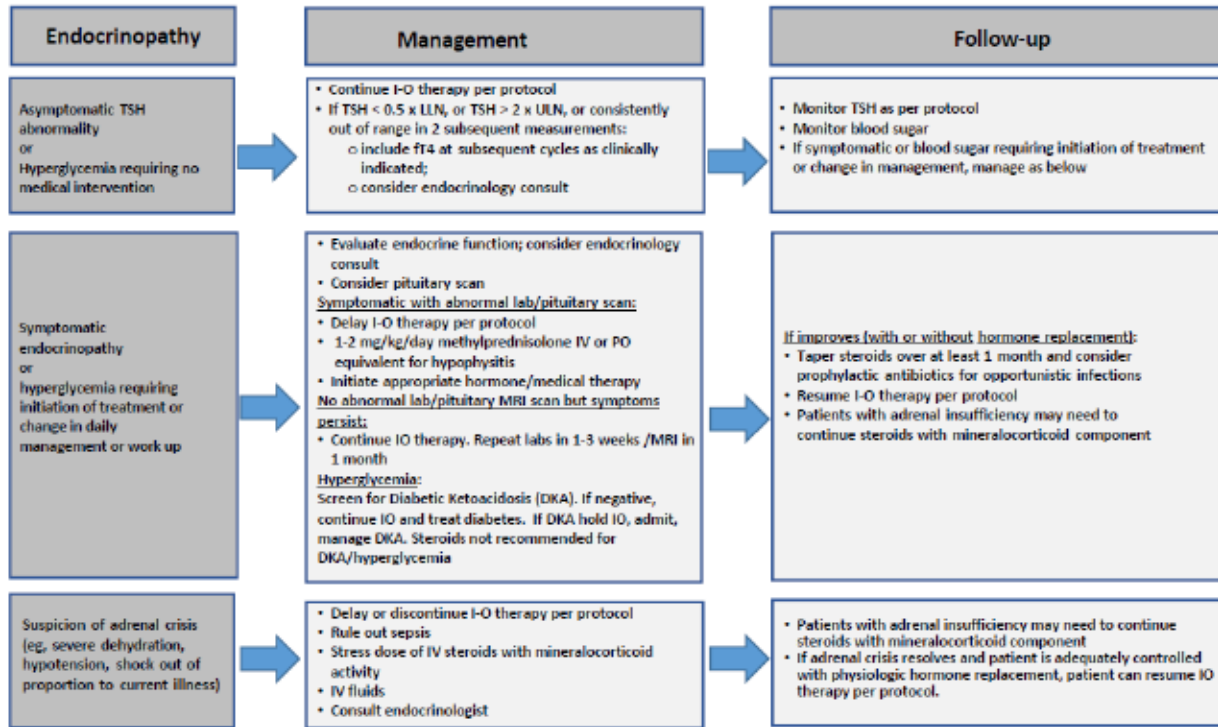 Endocrinopathy
Management
Follow-up
Asymptomatic TSH
abnormality
or
Hyperglycemia requiring no
medical intervention
• Continue I-O therapy per protocol
• If TSH < 0.5 x LLN, or TSH > 2 x ULN, or consistently
out of range in 2 subsequent measurements:
o include fT4 at subsequent cycles as clinically
indicated;
o consider endocrinology consult
• Monitor TSH as per protocol
• Monitor blood sugar
• If symptomatic or blood sugar requiring initiation of treatment
or change in management, manage as below
Symptomatic
endocrinopathy
or
hyperglycemia requiring
initiation of treatment or
change in daily
management or work up
• Evaluate endocrine function; consider endocrinology
consult
• Consider pituitary scan
Symptomatic with abnormal lab/pituitary scan:
• Delay I-O therapy per protocol
• 1-2 mg/kg/day methylprednisolone IV or PO
equivalent for hypophysitis
• Initiate appropriate hormone/medical therapy
No abnormal lab/pituitary MRI scan but symptoms
persist:
• Continue IO therapy. Repeat labs in 1-3 weeks /MRI in
1 month
Hyperglycemia:
Screen for Diabetic Ketoacidosis (DKA). If negative,
continue IO and treat diabetes. If DKA hold IO, admit,
manage DKA. Steroids not recommended for
DKA/hyperglycemia
If improves (with or without hormone replacement):
• Taper steroids over at least 1 month and consider
prophylactic antibiotics for opportunistic infections
• Resume I-O therapy per protocol
• Patients with adrenal insufficiency may need to
continue steroids with mineralocorticoid component
Suspicion of adrenal crisis
(eg, severe dehydration,
hypotension, shock out of
proportion to current illness)
• Delay or discontinue I-O therapy per protocol
• Rule out sepsis
• Stress dose of IV steroids with mineralocorticoid
activity
• IV fluids
• Consult endocrinologist
• Patients with adrenal insufficiency may need to continue
steroids with mineralocorticoid component
• If adrenal crisis resolves and patient is adequately controlled
with physiologic hormone replacement, patient can resume IO
therapy per protocol.